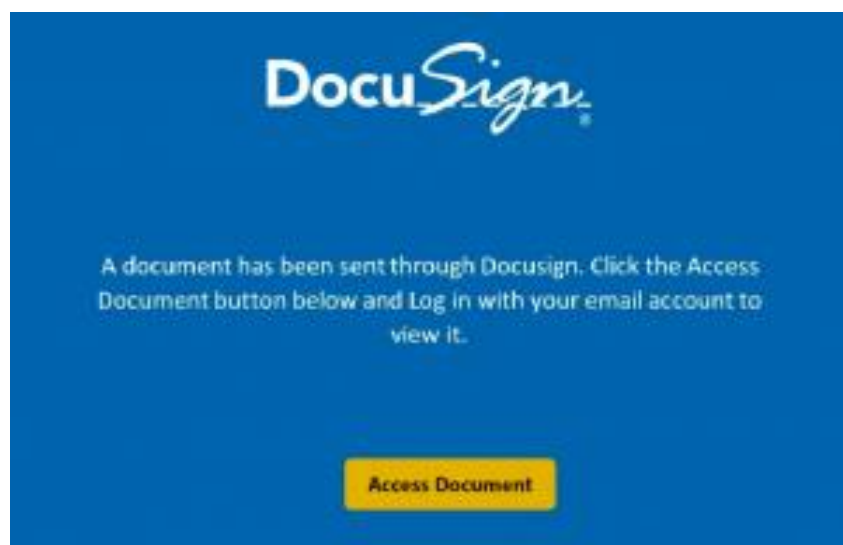 DocuSign
A document has been sent through Docusign. Click the Access
Document button below and Log in with your email account to
view it.
Access Document